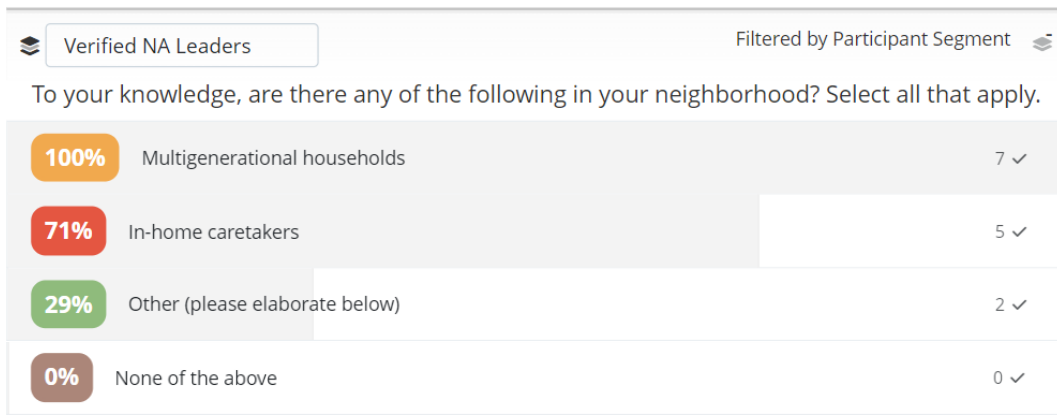 Verified NA Leaders Filtered by Participant Segment
To your knowledge, are there any of the following in your neighborhood? Select all that apply.
100% Multigenerational households 7 ✓
71% In-home caretakers 5 ✓
29% Other (please elaborate below) 2 ✓
0% None of the above 0 ✓